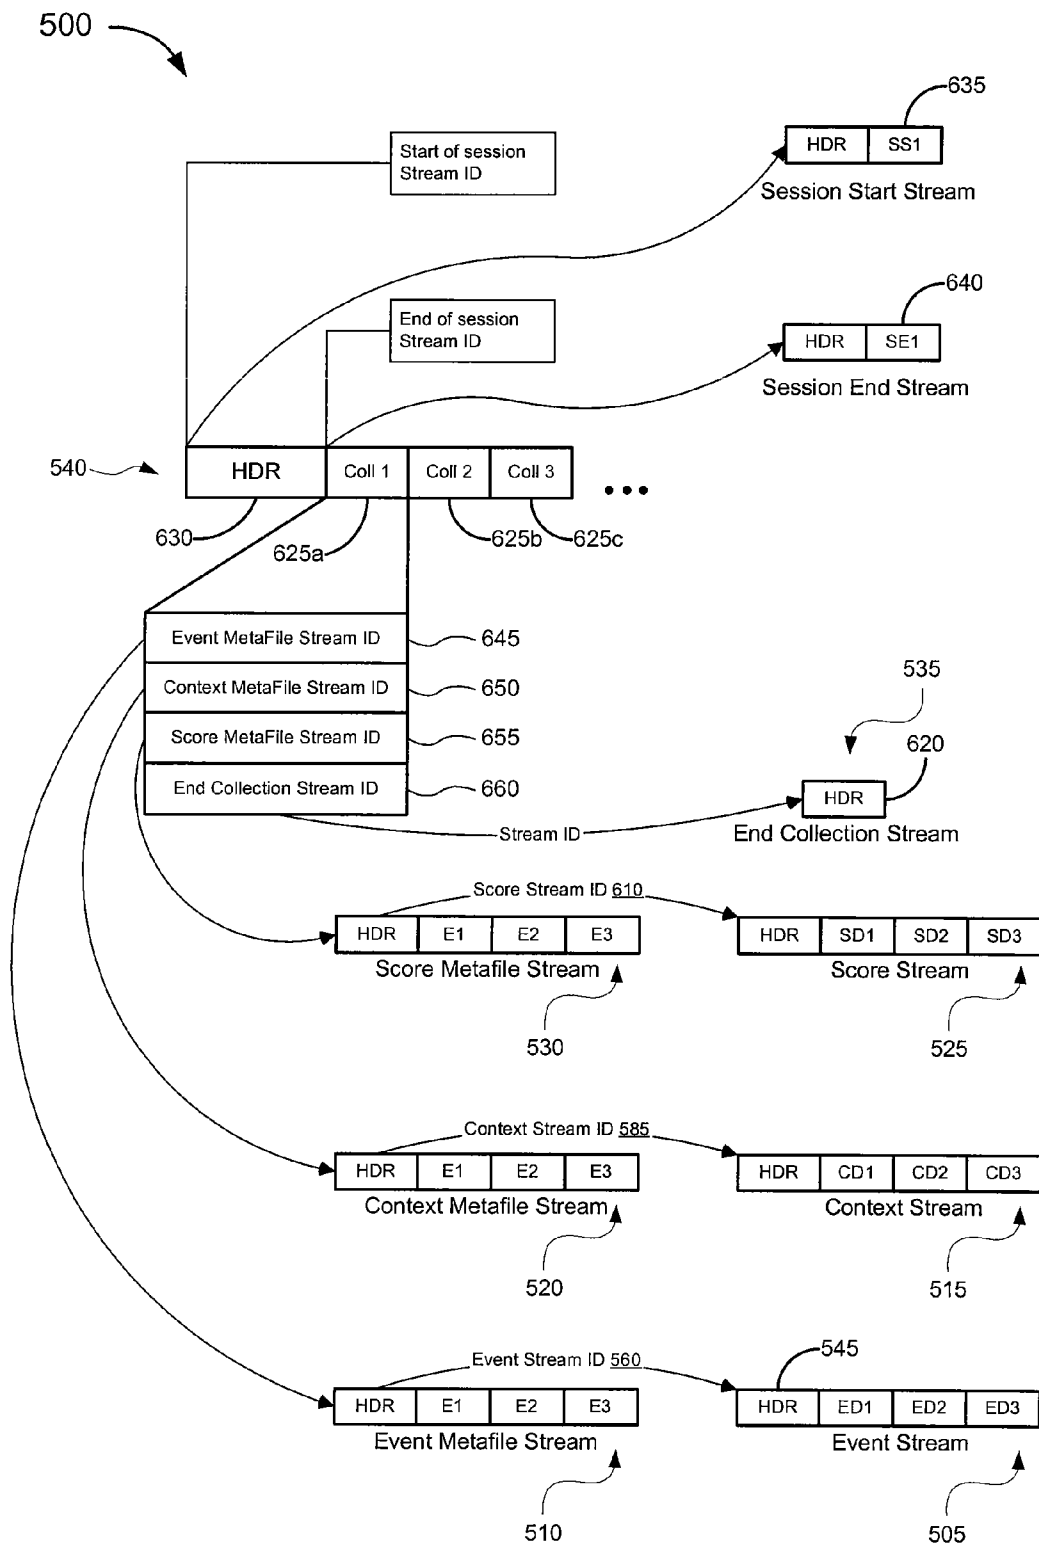 500
635
Start of session
Stream ID
HDR SS1
Session Start Stream
640
End of session
Stream ID
HDR SE1
Session End Stream
540
HDR Coll 1 Coll 2 Coll 3 •••
630 625a 625b 625c
Event MetaFile Stream ID 645
Context MetaFile Stream ID 650
535
Score MetaFile Stream ID 655
620
End Collection Stream ID 660
HDR
Stream ID
End Collection Stream
Score Stream ID 610
HDR E1 E2 E3
HDR SD1 SD2 SD3
Score Metafile Stream
Score Stream
530
525
Context Stream ID 585
HDR E1 E2 E3
HDR CD1 CD2 CD3
Context Metafile Stream
Context Stream
520
515
545
Event Stream ID 560
HDR E1 E2 E3
HDR ED1 ED2 ED3
Event Metafile Stream
Event Stream
510
505